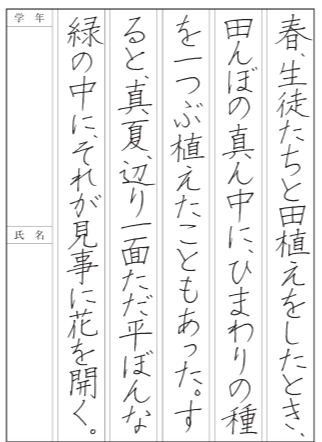 春、生徒たちと田植えをしたとき、
田んぼの真ん中に、ひまわりの種
を一つぶ植えたこともあった。す
ると、真夏、辺り一面ただ平ぼんな
緑の中に、それが見事に花を開く。
学年
氏名